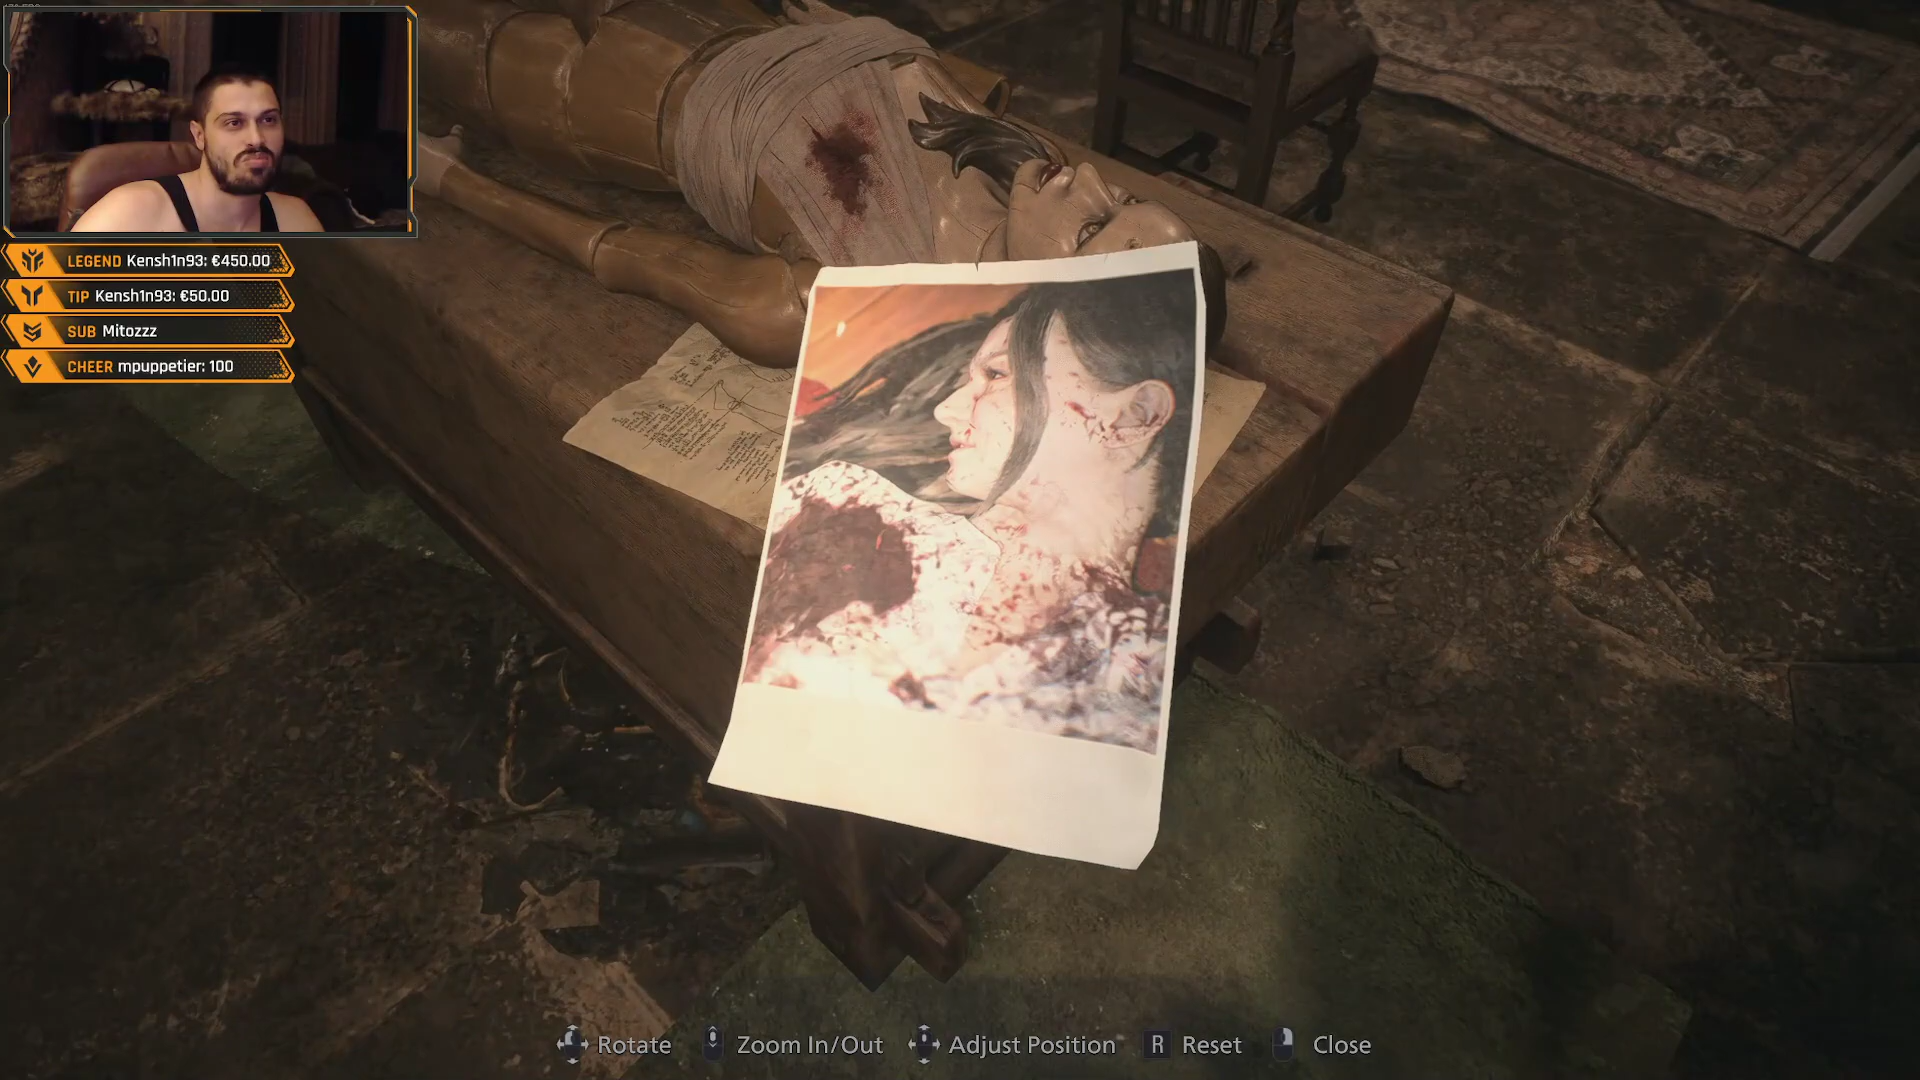 LEGEND Kensh1n93: €450.00
TIP Kensh1n93: €50.00
SUB Mitozzz
CHEER mpuppetier: 100
Rotate Zoom In/Out Adjust Position R Reset Close